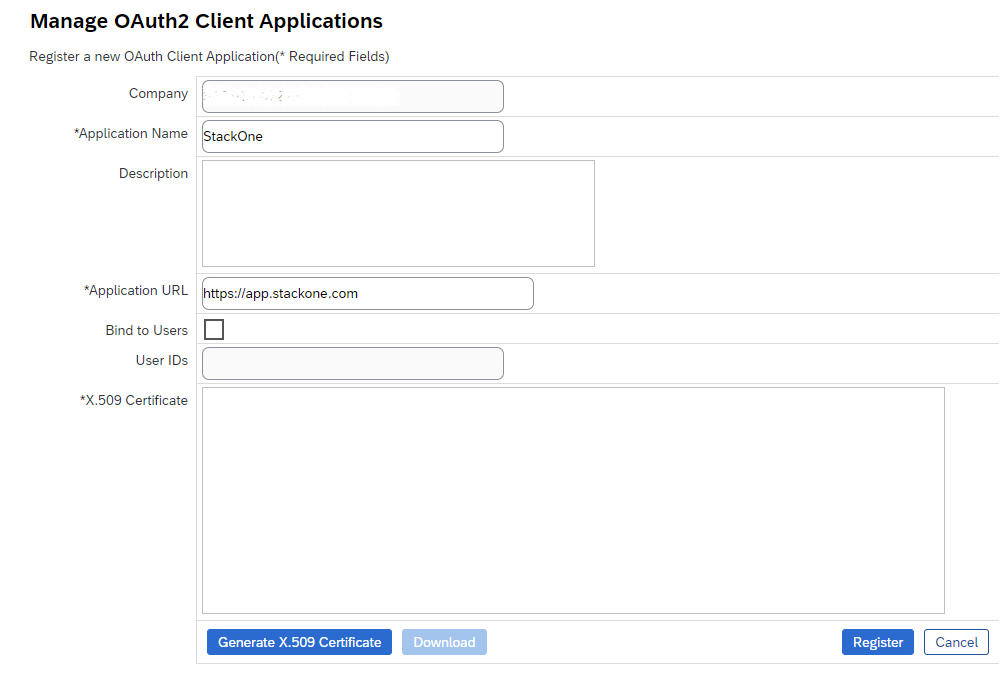 Manage OAuth2 Client Applications
Register a new OAuth Client Application(* Required Fields)
Company
*Application Name StackOne
Description
*Application URL https://app.stackone.com
Bind to Users
User IDs
*X.509 Certificate
Generate X.509 Certificate Download Register Cancel